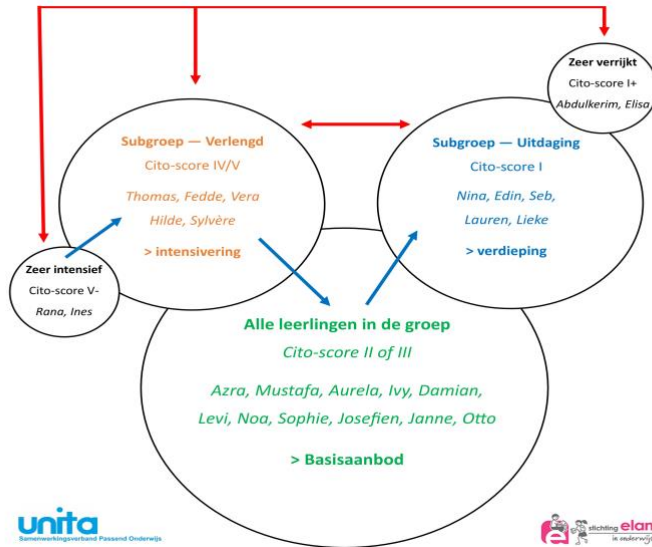 Zeer verrijkt
Cito-score I+
Abdulkerim, Elisa,
Subgroep — Verlengd
Cito-score IV/V
Thomas, Fedde, Vera
Hilde, Sylvère
> intensivering
Subgroep — Uitdaging
Cito-score I
Nina, Edin, Seb,
Lauren, Lieke
> verdieping
Zeer intensief
Cito-score V-
Rana, Ines
Alle leerlingen in de groep
Cito-score II of III
Azra, Mustafa, Aurela, Ivy, Damian,
Levi, Noa, Sophie, Josefien, Janne, Otto
> Basisaanbod
unita
Samenwerkingsverband Passend Onderwijs
e
stichting elan
in onderwijs